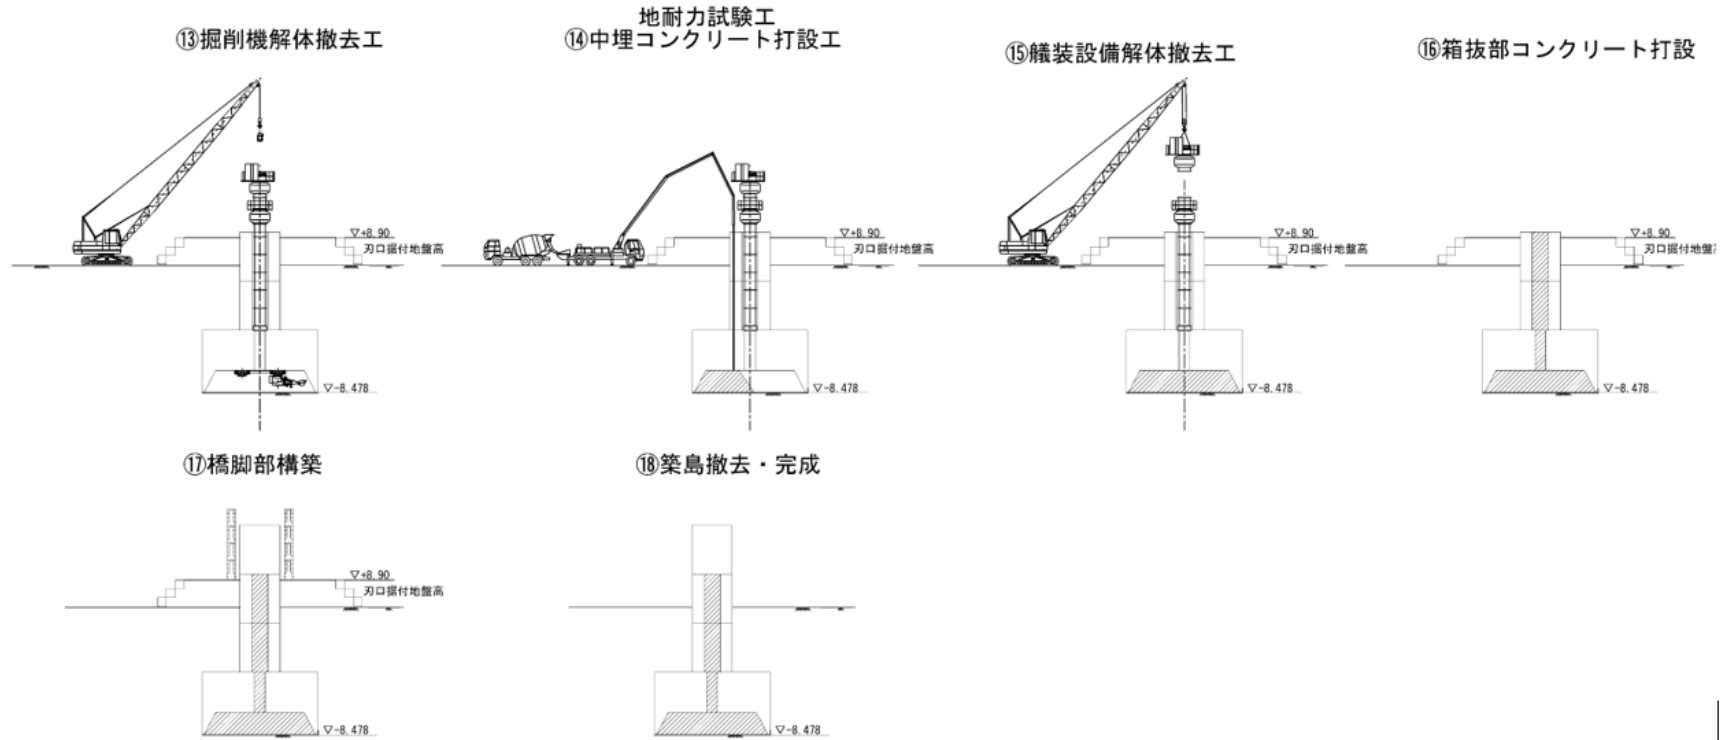 ⑬掘削機解体撤去工
地耐力試験工
⑭中埋コンクリート打設工
⑮艤装設備解体撤去工
⑯箱抜部コンクリート打設
▽+8.90
刃口据付地盤高
▽-8.478
▽+8.90
刃口据付地盤高
▽-8.478
▽+8.90
刃口据付地盤高
▽-8.478
▽+8.90
刃口据付地盤高
▽-8.478
⑰橋脚部構築
⑱築島撤去・完成
▽+8.90
刃口据付地盤高
▽-8.478
▽-8.478